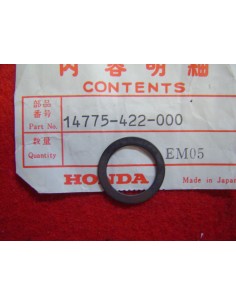 内容明細
CONTENTS
部品
番号
Part No.
14775-422-000
数量
Quantity
EM05
HONDA
Made in Japan